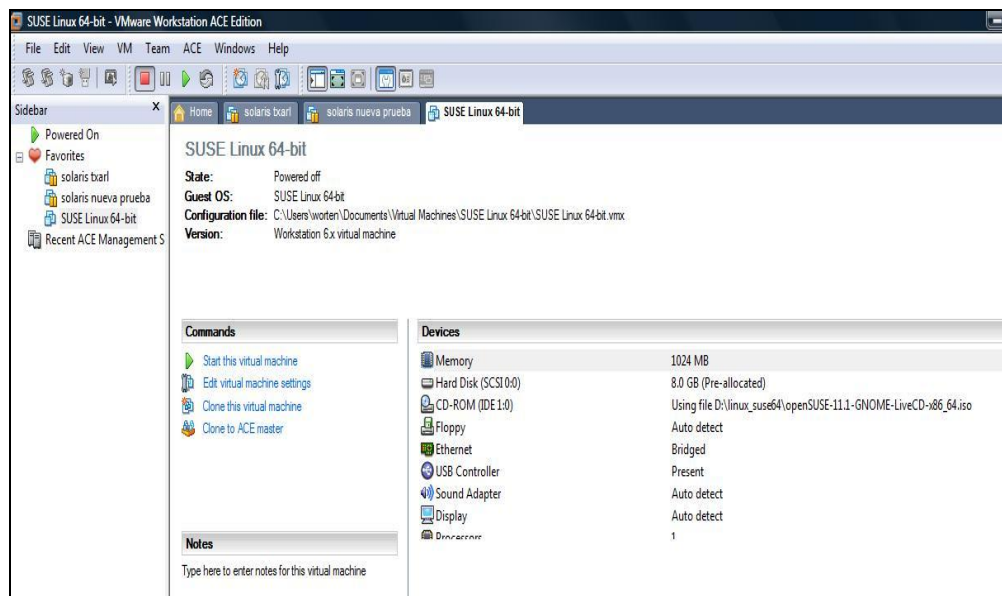 SUSE Linux 64-bit - VMware Workstation ACE Edition
File Edit View VM Team ACE Windows Help
Sidebar x
Powered On
Favorites
solaris txarl
solaris nueva prueba
SUSE Linux 64-bit
Recent ACE Management S
Home solaris txarl solaris nueva prueba SUSE Linux 64-bit
SUSE Linux 64-bit
State: Powered off
Guest OS: SUSE Linux 64-bit
Configuration file: C:\Users\worten\Documents\Virtual Machines\SUSE Linux 64-bit\SUSE Linux 64-bit.vmx
Version: Workstation 6.x virtual machine
Commands
Start this virtual machine
Edit virtual machine settings
Clone this virtual machine
Clone to ACE master
Notes
Type here to enter notes for this virtual machine
Devices
Memory 1024 MB
Hard Disk (SCSI 0:0) 8.0 GB (Pre-allocated)
CD-ROM (IDE 1:0) Using file D:\linux_suse64\openSUSE-11.1-GNOME-LiveCD-x86_64.iso
Floppy Auto detect
Ethernet Bridged
USB Controller Present
Sound Adapter Auto detect
Display Auto detect
Processors 1